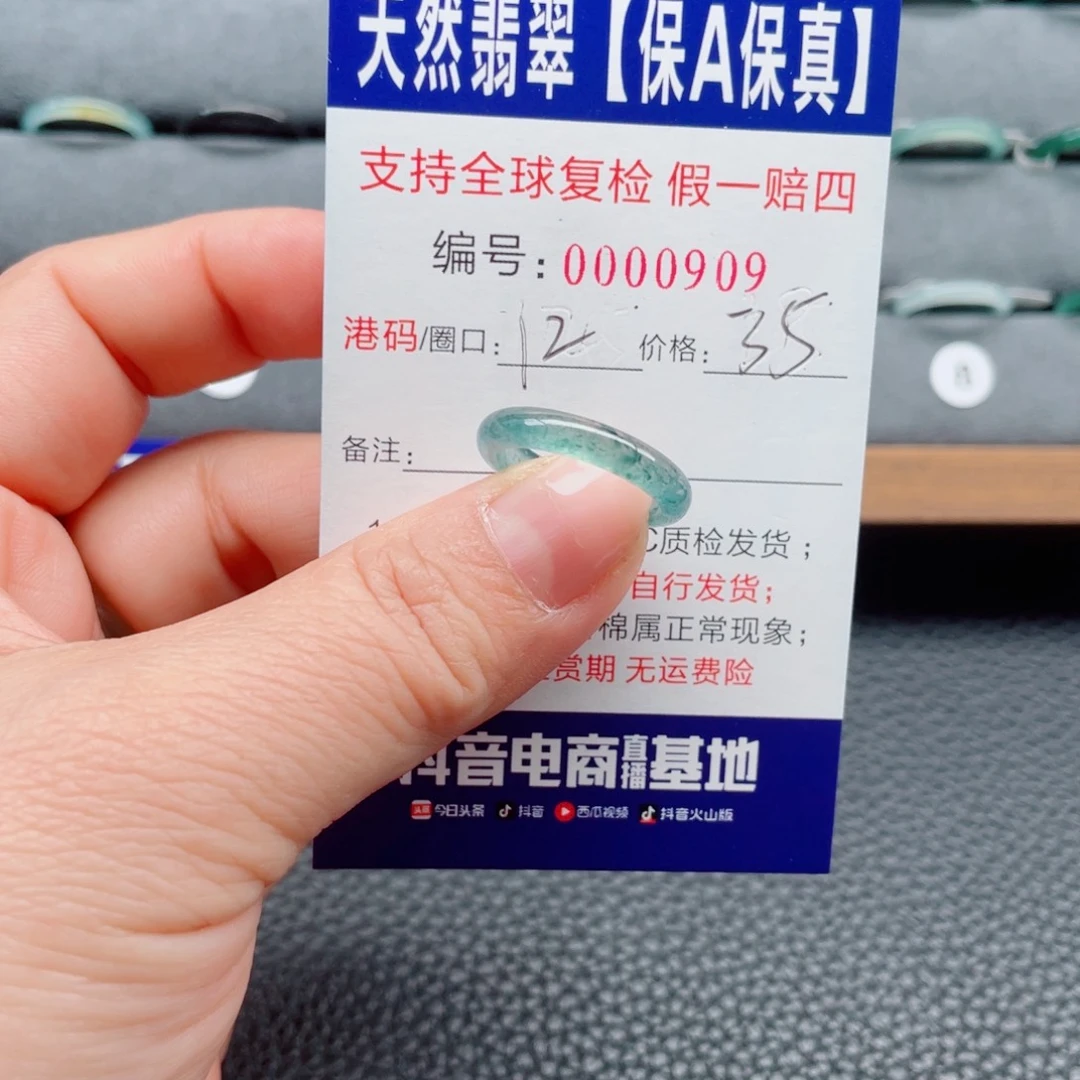 天然翡翠【保A保真】
支持全球复检 假一赔四
编号：0000909
港码/圈口：12 价格：35
备注：
C质检发货；
自行发货；
棉属正常现象；
赏期 无运费险
抖音电商直播基地
头条 今日头条 抖音 西瓜视频 抖音火山版
8